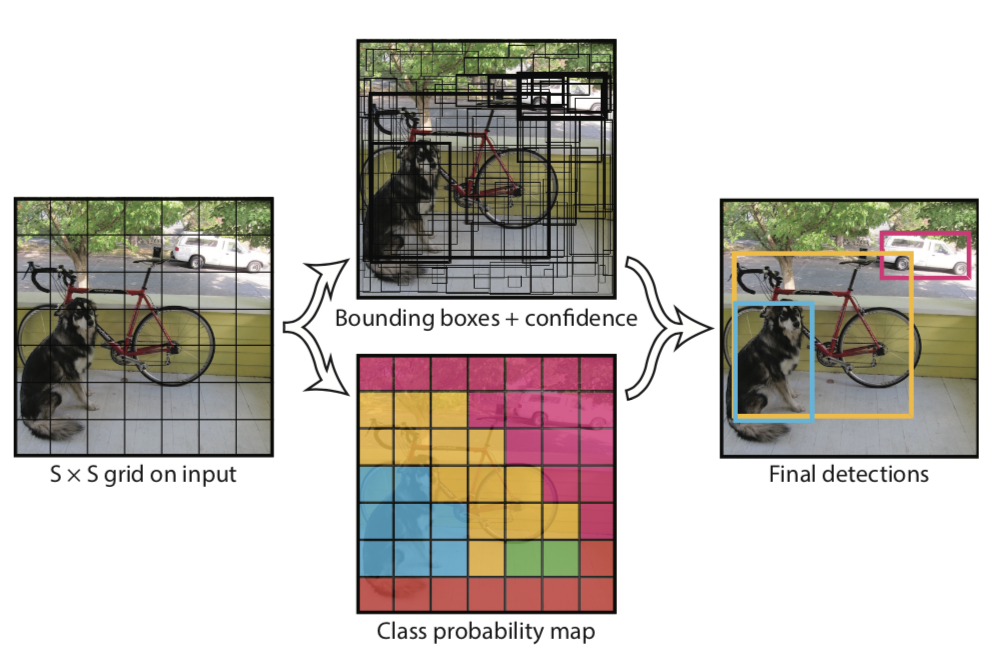 S × S grid on input
Bounding boxes + confidence
Class probability map
Final detections